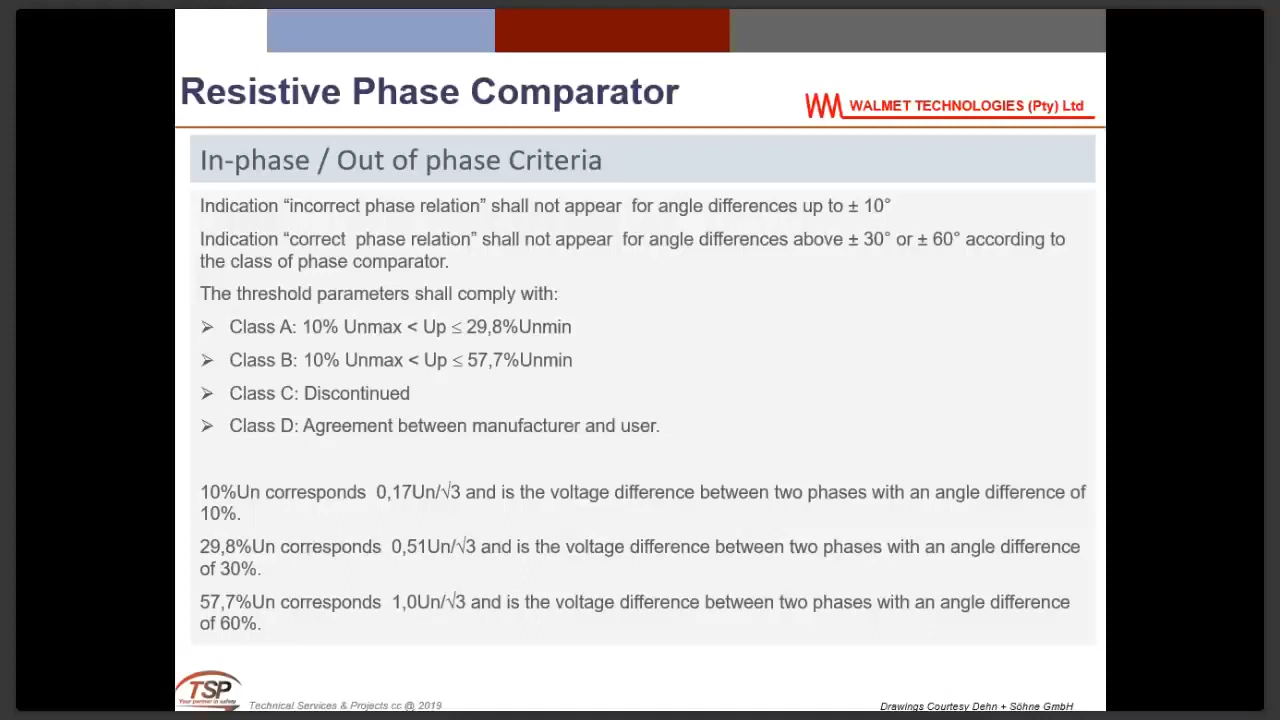 Resistive Phase Comparator
WALMET TECHNOLOGIES (Pty) Ltd
In-phase / Out of phase Criteria
Indication “incorrect phase relation” shall not appear for angle differences up to ± 10°
Indication “correct phase relation” shall not appear for angle differences above ± 30° or ± 60° according to
the class of phase comparator.
The threshold parameters shall comply with:
➢ Class A: 10% Unmax < Up ≤ 29,8%Unmin
➢ Class B: 10% Unmax < Up ≤ 57,7%Unmin
➢ Class C: Discontinued
➢ Class D: Agreement between manufacturer and user.
10%Un corresponds 0,17Un/√3 and is the voltage difference between two phases with an angle difference of
10%.
29,8%Un corresponds 0,51Un/√3 and is the voltage difference between two phases with an angle difference
of 30%.
57,7%Un corresponds 1,0Un/√3 and is the voltage difference between two phases with an angle difference
of 60%.
TSP
Your partner in safety
Technical Services & Projects cc @ 2019
Drawings Courtesy Dehn + Söhne GmbH